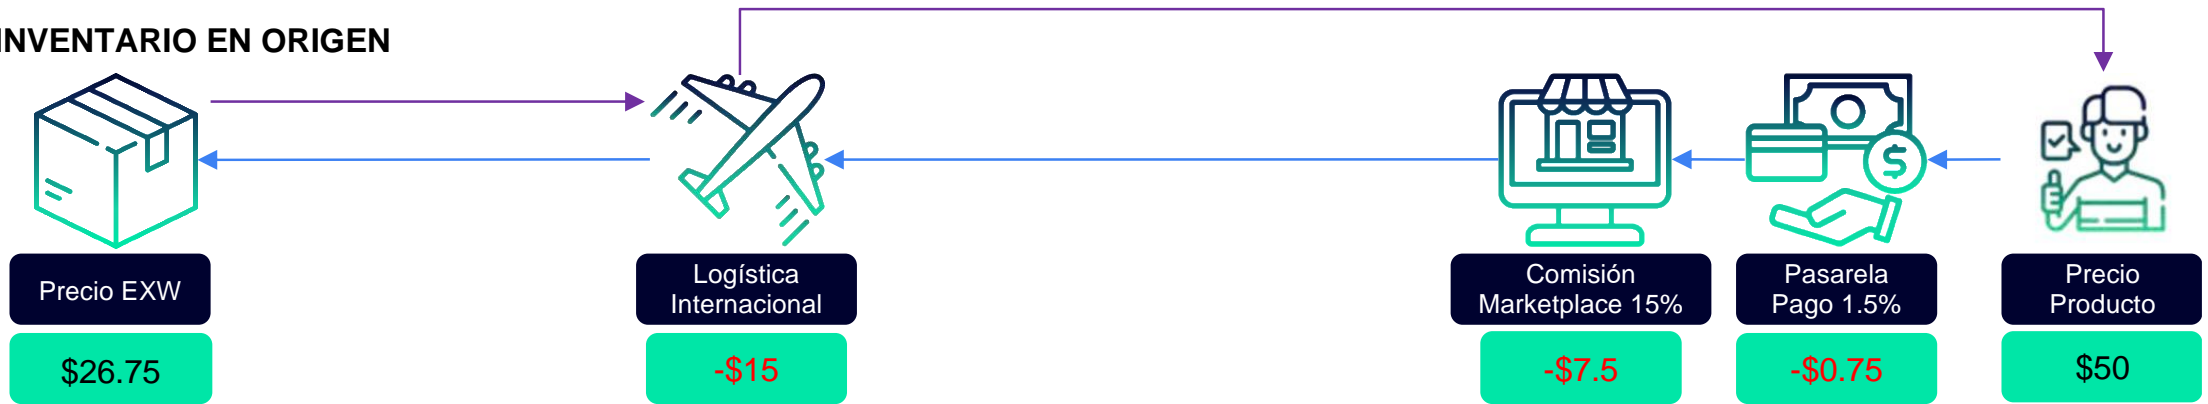 INVENTARIO EN ORIGEN
Precio EXW
$26.75
Logística
Internacional
-$15
Comisión
Marketplace 15%
-$7.5
Pasarela
Pago 1.5%
-$0.75
Precio
Producto
$50